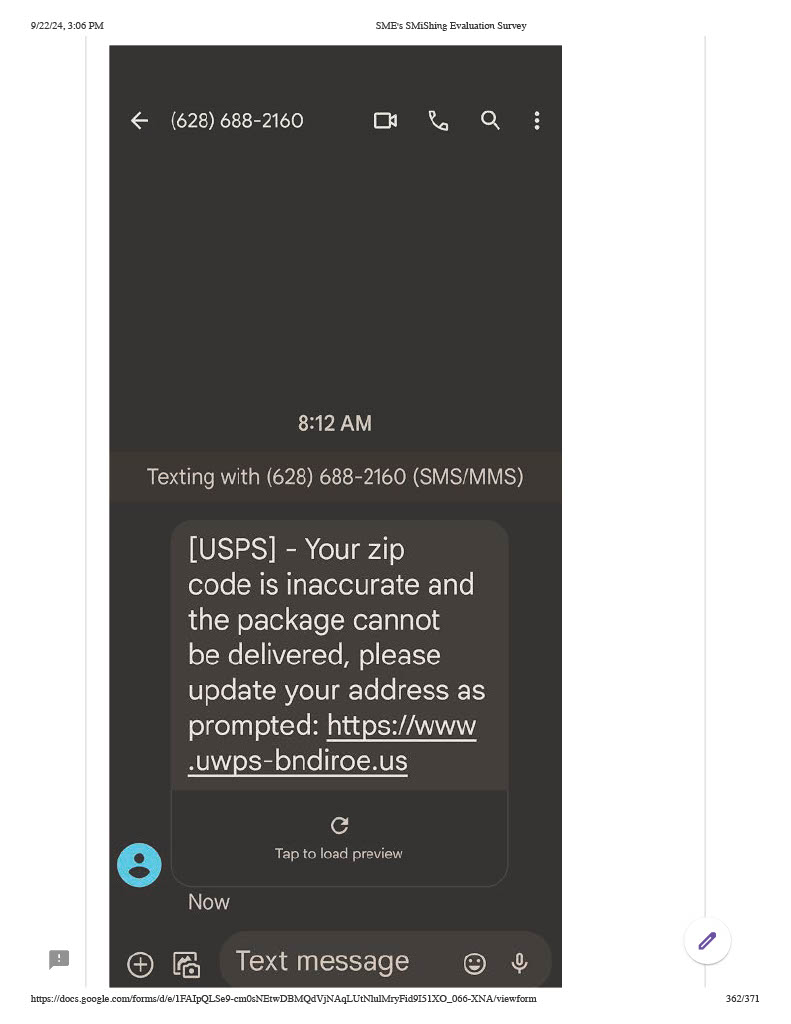 9/22/24, 3:06 PM
SME's SMiShing Evaluation Survey
(628) 688-2160
8:12 AM
Texting with (628) 688-2160 (SMS/MMS)
[USPS] - Your zip
code is inaccurate and
the package cannot
be delivered, please
update your address as
prompted: https://www
.uwps-bndiroe.us
Tap to load preview
Now
Text message
https://docs.google.com/forms/d/e/1FAIpQLSe9-cm0sNEtwDBMQdVjNAqLUtNlulMryFid9I51XO_066-XNA/viewform
362/371